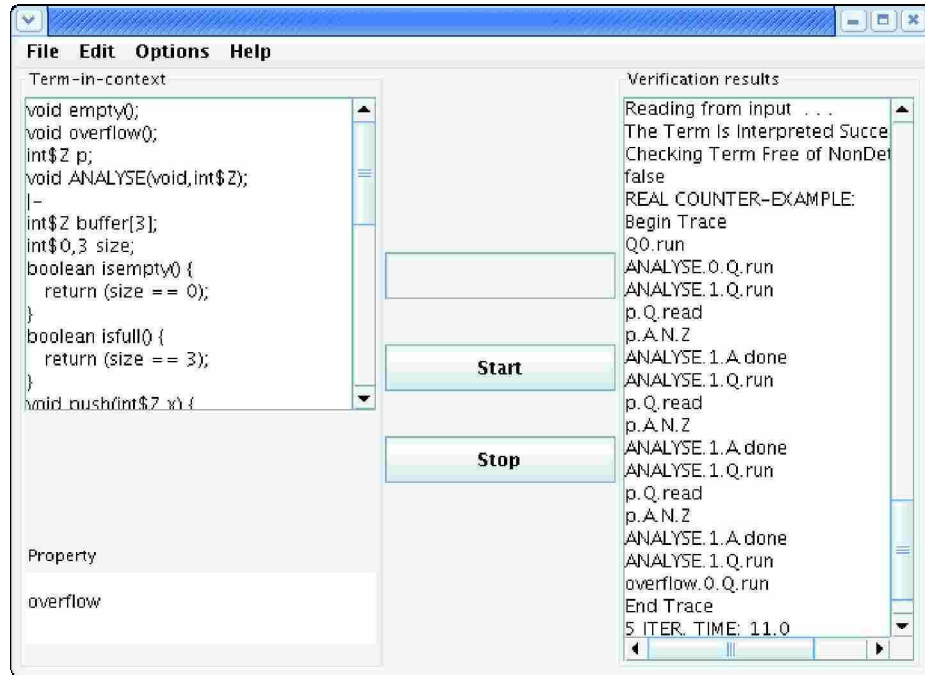 File Edit Options Help
Term-in-context
void empty();
void overflow();
int$Z p;
void ANALYSE(void,int$Z);
|-
int$Z buffer[3];
int$0,3 size;
boolean isempty() {
return (size == 0);
}
boolean isfull() {
return (size == 3);
}
void push(int$Z x) {
Property
overflow
Start
Stop
Verification results
Reading from input . . .
The Term Is Interpreted Succe
Checking Term Free of NonDet
false
REAL COUNTER-EXAMPLE:
Begin Trace
Q0.run
ANALYSE.0.Q.run
ANALYSE.1.Q.run
p.Q.read
p.A.N.Z
ANALYSE.1.A.done
ANALYSE.1.Q.run
p.Q.read
p.A.N.Z
ANALYSE.1.A.done
ANALYSE.1.Q.run
p.Q.read
p.A.N.Z
ANALYSE.1.A.done
ANALYSE.1.Q.run
overflow.0.Q.run
End Trace
5 ITER. TIME: 11.0